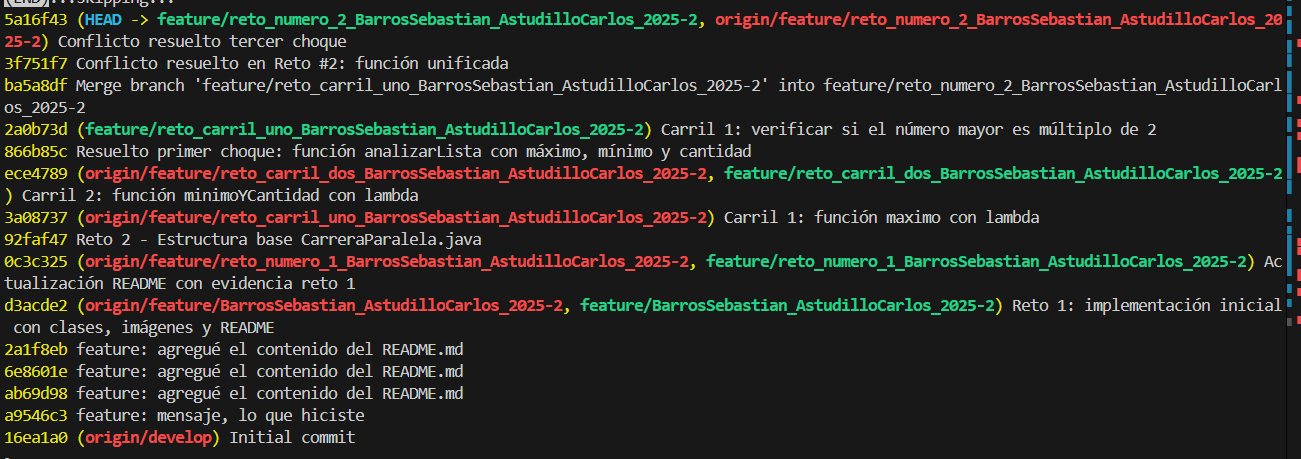 (END)...skipping...
5a16f43 (HEAD -> feature/reto_numero_2_BarrosSebastian_AstudilloCarlos_2025-2, origin/feature/reto_numero_2_BarrosSebastian_AstudilloCarlos_20
25-2) Conflicto resuelto tercer choque
3f751f7 Conflicto resuelto en Reto #2: función unificada
ba5a8df Merge branch 'feature/reto_carril_uno_BarrosSebastian_AstudilloCarlos_2025-2' into feature/reto_numero_2_BarrosSebastian_AstudilloCarl
os_2025-2
2a0b73d (feature/reto_carril_uno_BarrosSebastian_AstudilloCarlos_2025-2) Carril 1: verificar si el número mayor es múltiplo de 2
866b85c Resuelto primer choque: función analizarLista con máximo, mínimo y cantidad
ece4789 (origin/feature/reto_carril_dos_BarrosSebastian_AstudilloCarlos_2025-2, feature/reto_carril_dos_BarrosSebastian_AstudilloCarlos_2025-2
) Carril 2: función minimoYCantidad con lambda
3a08737 (origin/feature/reto_carril_uno_BarrosSebastian_AstudilloCarlos_2025-2) Carril 1: función maximo con lambda
92faf47 Reto 2 - Estructura base CarreraParalela.java
0c3c325 (origin/feature/reto_numero_1_BarrosSebastian_AstudilloCarlos_2025-2, feature/reto_numero_1_BarrosSebastian_AstudilloCarlos_2025-2) Ac
tualización README con evidencia reto 1
d3acde2 (origin/feature/BarrosSebastian_AstudilloCarlos_2025-2, feature/BarrosSebastian_AstudilloCarlos_2025-2) Reto 1: implementación inicial
 con clases, imágenes y README
2a1f8eb feature: agregué el contenido del README.md
6e8601e feature: agregué el contenido del README.md
ab69d98 feature: agregué el contenido del README.md
a9546c3 feature: mensaje, lo que hiciste
16ea1a0 (origin/develop) Initial commit